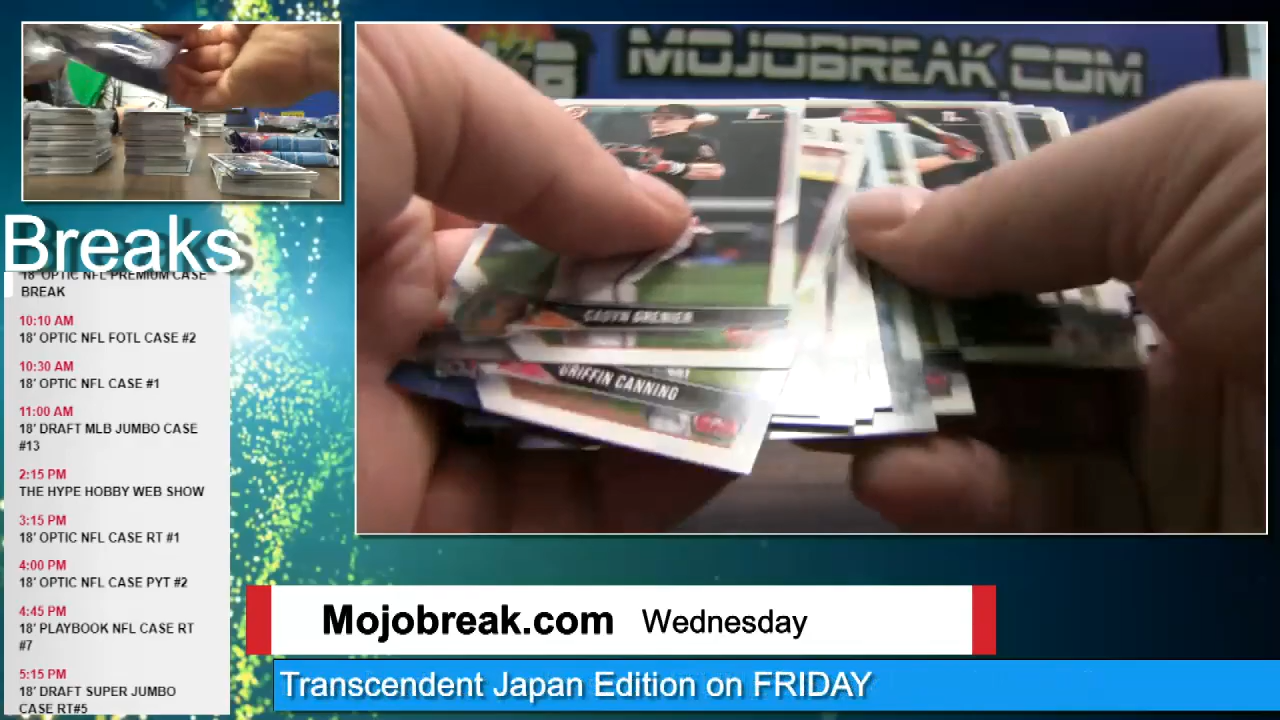 MOJOBREAK.COM
Breaks
18' OPTIC NFL PREMIUM CASE
BREAK
10:10 AM
18' OPTIC NFL FOTL CASE #2
10:30 AM
18' OPTIC NFL CASE #1
11:00 AM
18' DRAFT MLB JUMBO CASE
#13
2:15 PM
THE HYPE HOBBY WEB SHOW
3:15 PM
18' OPTIC NFL CASE RT #1
4:00 PM
18' OPTIC NFL CASE PYT #2
4:45 PM
18' PLAYBOOK NFL CASE RT
#7
5:15 PM
18' DRAFT SUPER JUMBO
CASE RT#5
CADYN GRENIER
GRIFFIN CANNING
Mojobreak.com Wednesday
Transcendent Japan Edition on FRIDAY